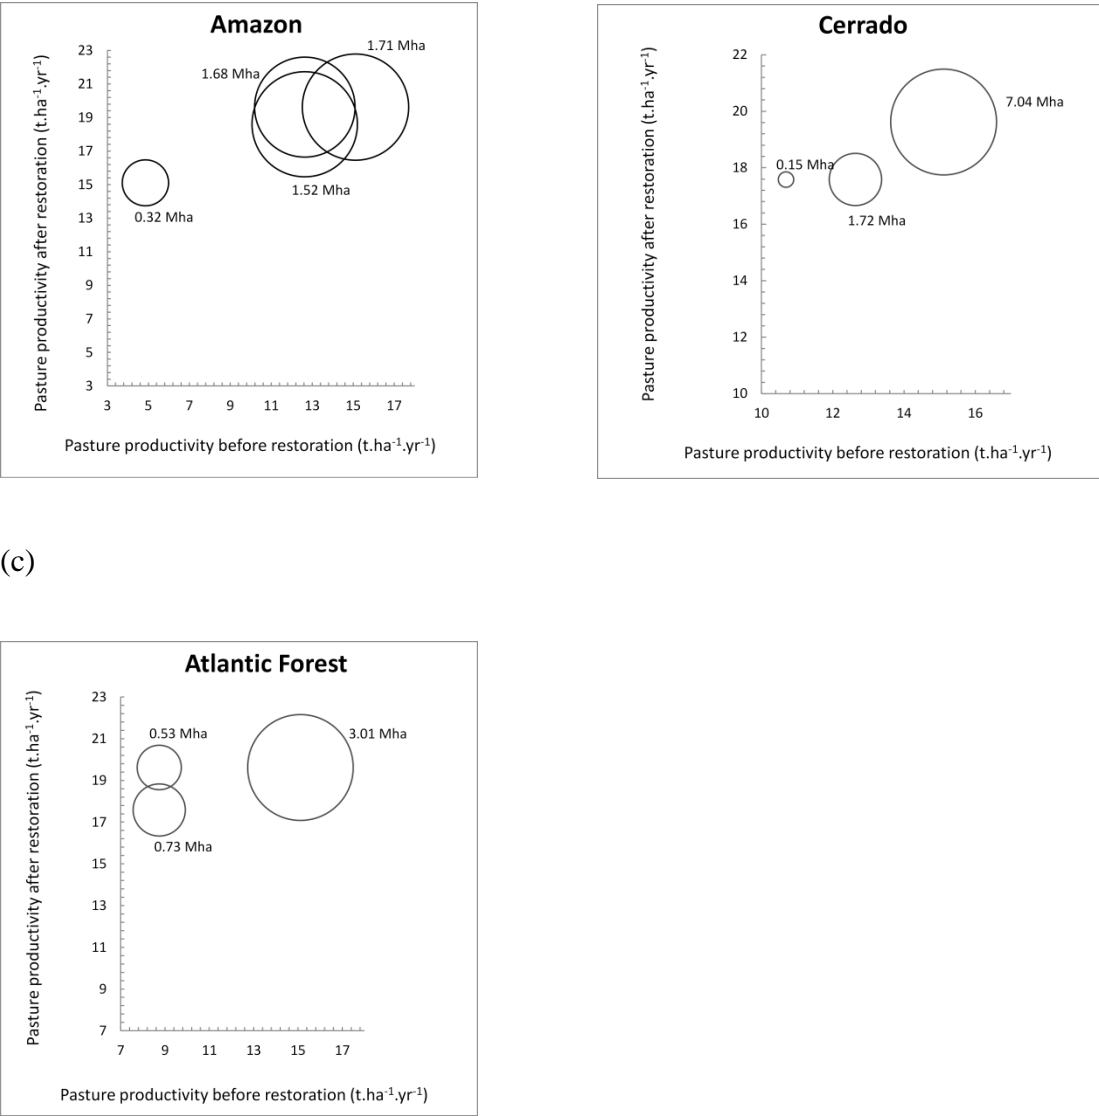 Amazon
23
21
19
17
15
13
11
9
7
5
3
3 5 7 9 11 13 15 17
1.71 Mha
1.68 Mha
1.52 Mha
0.32 Mha
Pasture productivity after restoration (t.ha-1.yr-1)
Pasture productivity before restoration (t.ha-1.yr-1)
Cerrado
22
20
18
16
14
12
10
10 12 14 16
7.04 Mha
0.15 Mha
1.72 Mha
Pasture productivity after restoration (t.ha-1.yr-1)
Pasture productivity before restoration (t.ha-1.yr-1)
(c)
Atlantic Forest
23
21
19
17
15
13
11
9
7
7 9 11 13 15 17
0.53 Mha
3.01 Mha
0.73 Mha
Pasture productivity after restoration (t.ha-1.yr-1)
Pasture productivity before restoration (t.ha-1.yr-1)